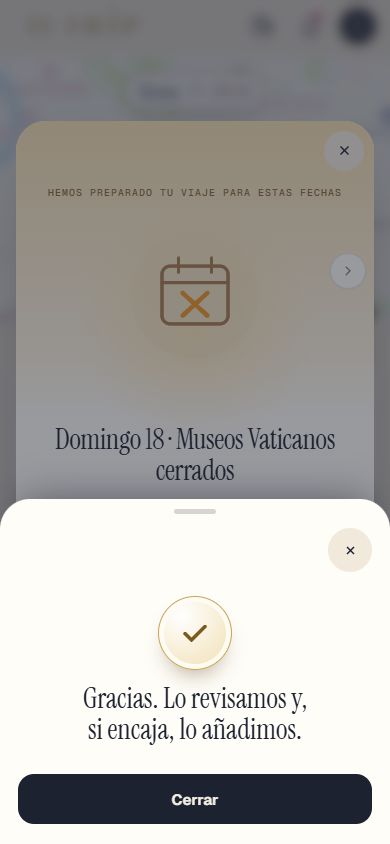 HEMOS PREPARADO TU VIAJE PARA ESTAS FECHAS
Domingo 18 · Museos Vaticanos
cerrados
Gracias. Lo revisamos y,
si encaja, lo añadimos.
Cerrar